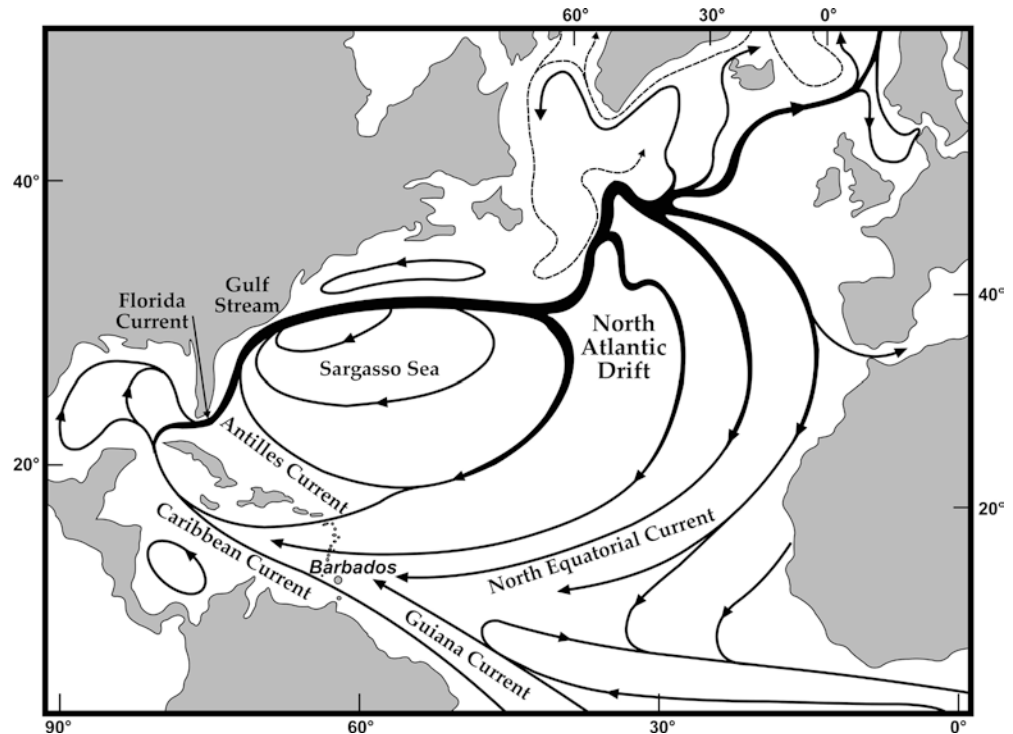 60°
30°
0°
40°
Gulf
Stream
Florida
Current
40°
North
Atlantic
Drift
Sargasso Sea
Antilles Current
20°
20°
Caribbean Current
North Equatorial Current
Barbados
Guiana Current
90°
60°
30°
0°